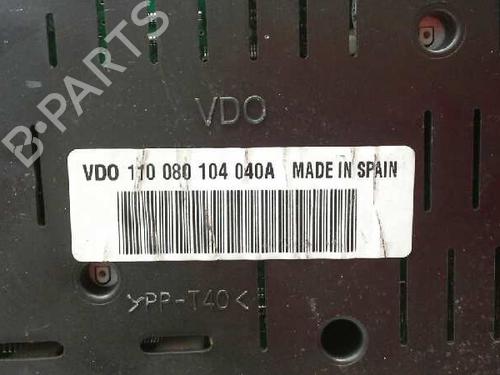 B-PARTS
VDO
VDO 110 080 104 040A MADE IN SPAIN
>PP-T40<